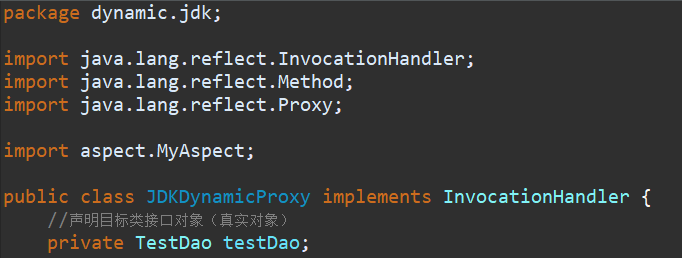 package dynamic.jdk;
import java.lang.reflect.InvocationHandler;
import java.lang.reflect.Method;
import java.lang.reflect.Proxy;
import aspect.MyAspect;
public class JDKDynamicProxy implements InvocationHandler {
//声明目标类接口对象（真实对象）
private TestDao testDao;